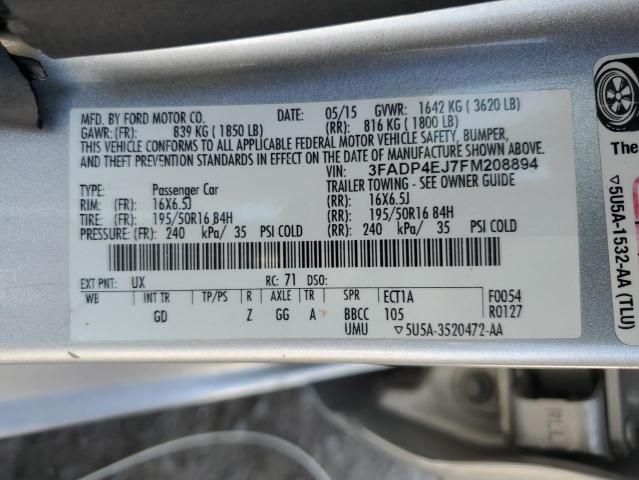 MFD. BY FORD MOTOR CO. DATE: 05/15 GVWR: 1642 KG ( 3620 LB)
GAWR: (FR): 839 KG ( 1850 LB) (RR): 816 KG ( 1800 LB)
THIS VEHICLE CONFORMS TO ALL APPLICABLE FEDERAL MOTOR VEHICLE SAFETY, BUMPER,
AND THEFT PREVENTION STANDARDS IN EFFECT ON THE DATE OF MANUFACTURE SHOWN ABOVE.
VIN: 3FADP4EJ7FM208894
TYPE: Passenger Car TRAILER TOWING - SEE OWNER GUIDE
RIM: (FR) 16X6.5J (RR): 16X6.5J
TIRE: (FR) 195/50R16 84H (RR): 195/50R16 84H
PRESSURE: (FR) 240 kPa/ 35 PSI COLD (RR): 240 kPa/ 35 PSI COLD
EXT PNT: UX RC: 71 DSO:
WB INT TR TP/PS R AXLE TR SPR ECT1A F0054
GD Z GG A BBCC 105 R0127
UMU ▽5U5A-3520472-AA
The
▽5U5A-1532-AA (TLU)
RLL